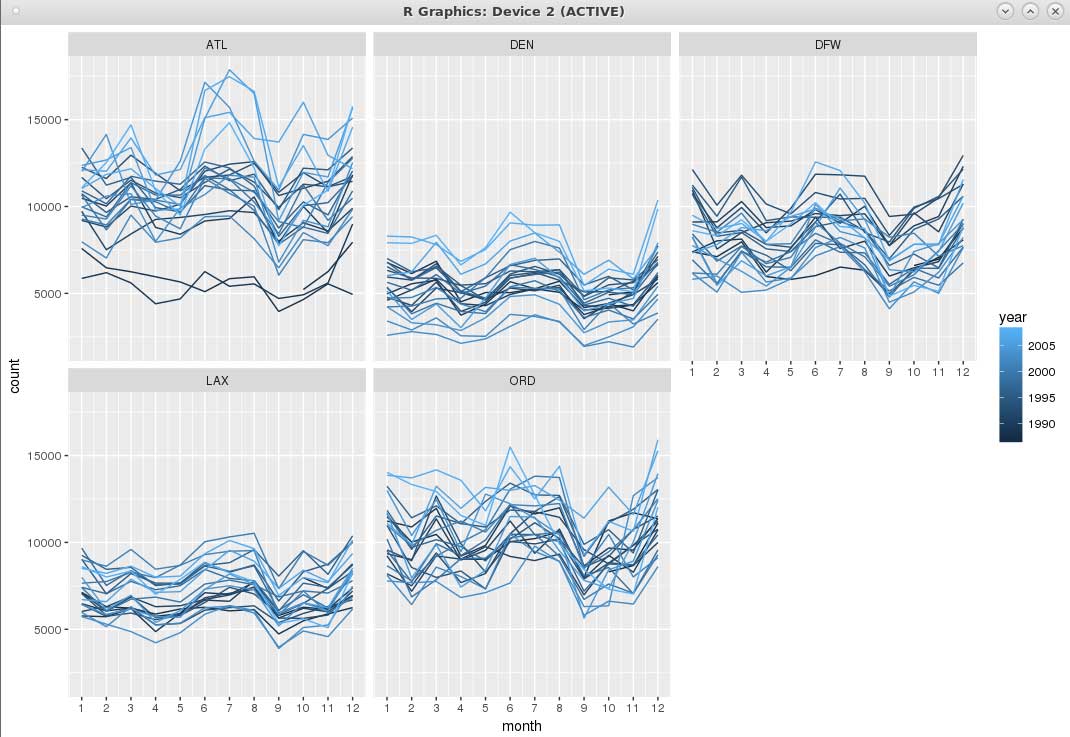 R Graphics: Device 2 (ACTIVE)
ATL
DEN
DFW
15000
10000
5000
1 2 3 4 5 6 7 8 9 10 11 12
LAX
ORD
15000
10000
5000
1 2 3 4 5 6 7 8 9 10 11 12
1 2 3 4 5 6 7 8 9 10 11 12
month
count
year
2005
2000
1995
1990